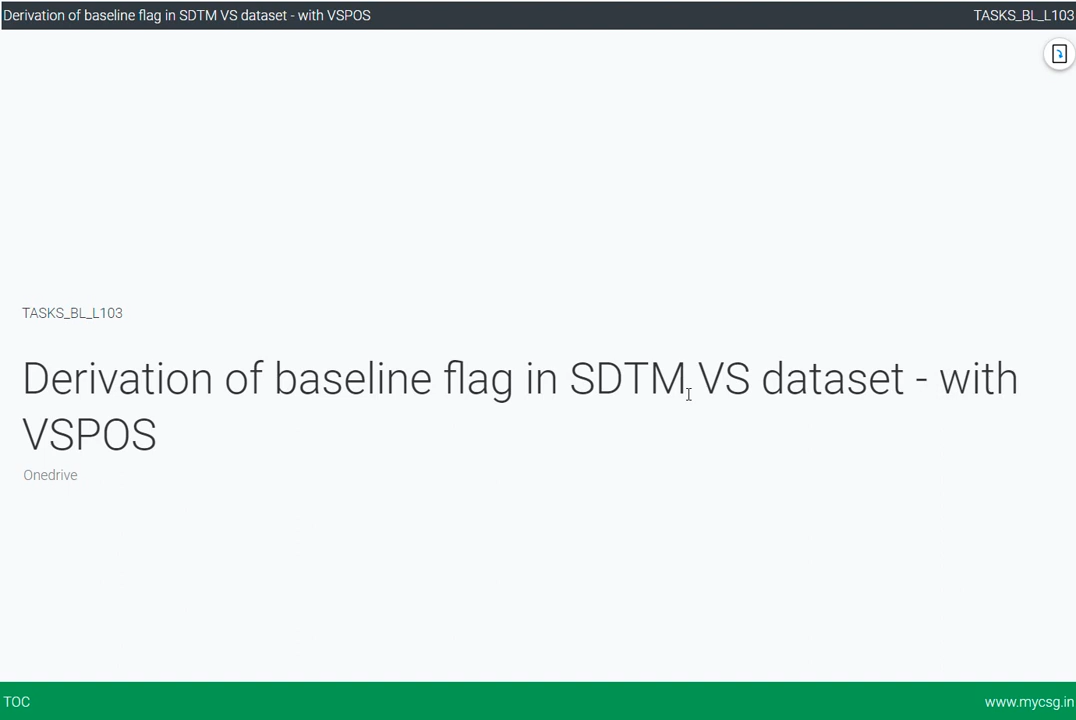 Derivation of baseline flag in SDTM VS dataset - with VSPOS
TASKS_BL_L103
TASKS_BL_L103
Derivation of baseline flag in SDTM VS dataset - with
VSPOS
Onedrive
TOC
www.mycsg.in